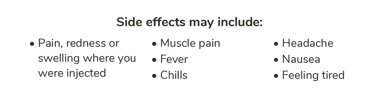 Side effects may include:
• Pain, redness or
swelling where you
were injected
• Muscle pain
• Fever
• Chills
• Headache
• Nausea
• Feeling tired